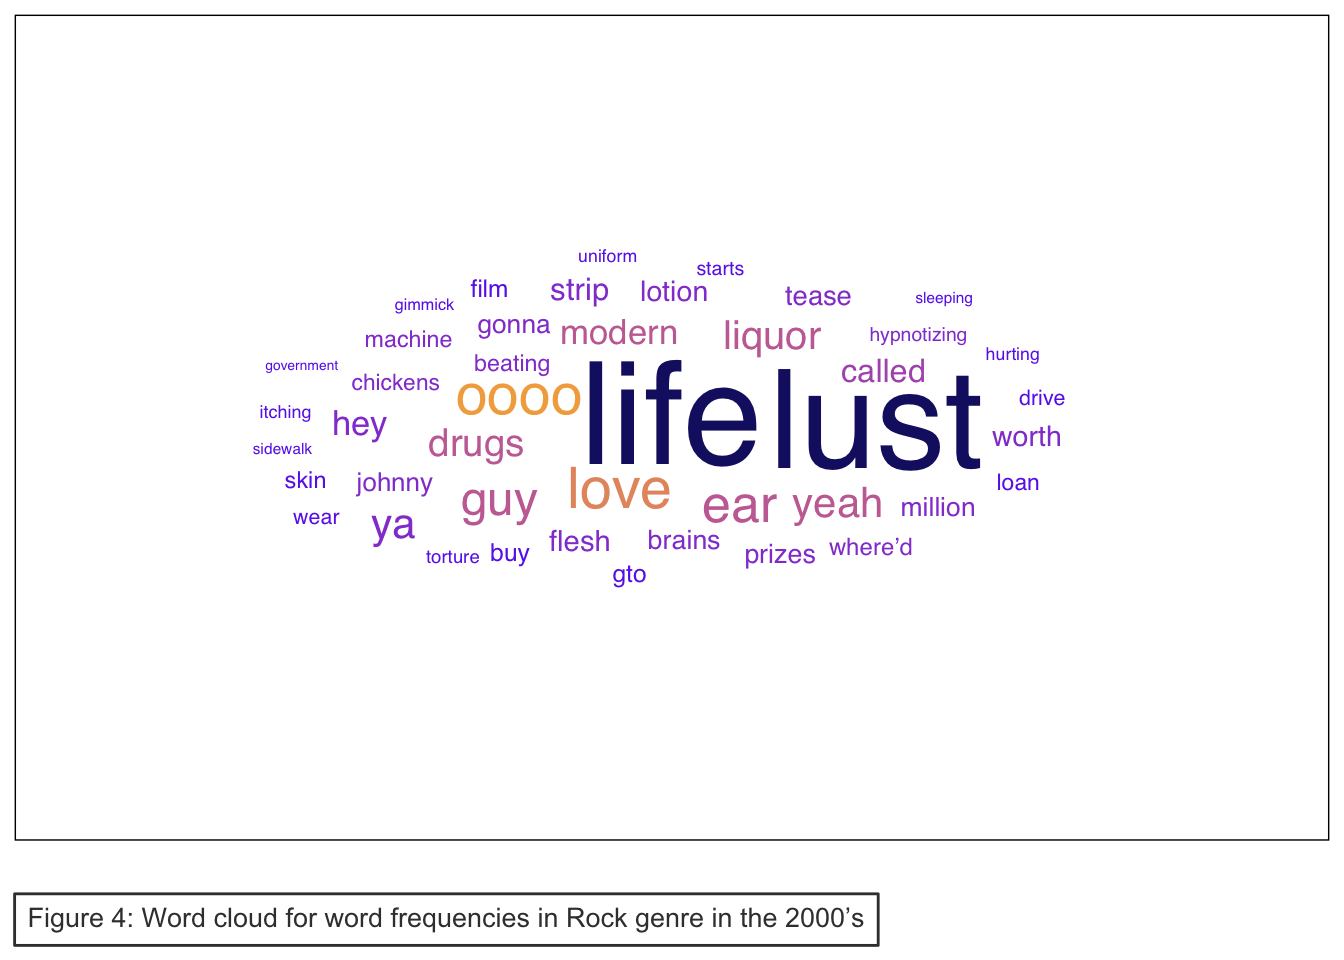 uniform
starts
film
strip
lotion
tease
sleeping
gimmick
gonna
modern
liquor
hypnotizing
machine
hurting
government
beating
called
chickens
oooo
life
lust
drive
itching
hey
drugs
worth
sidewalk
skin
johnny
love
loan
wear
guy
ear
yeah
million
ya
torture
buy
flesh
brains
prizes
where’d
gto
Figure 4: Word cloud for word frequencies in Rock genre in the 2000’s